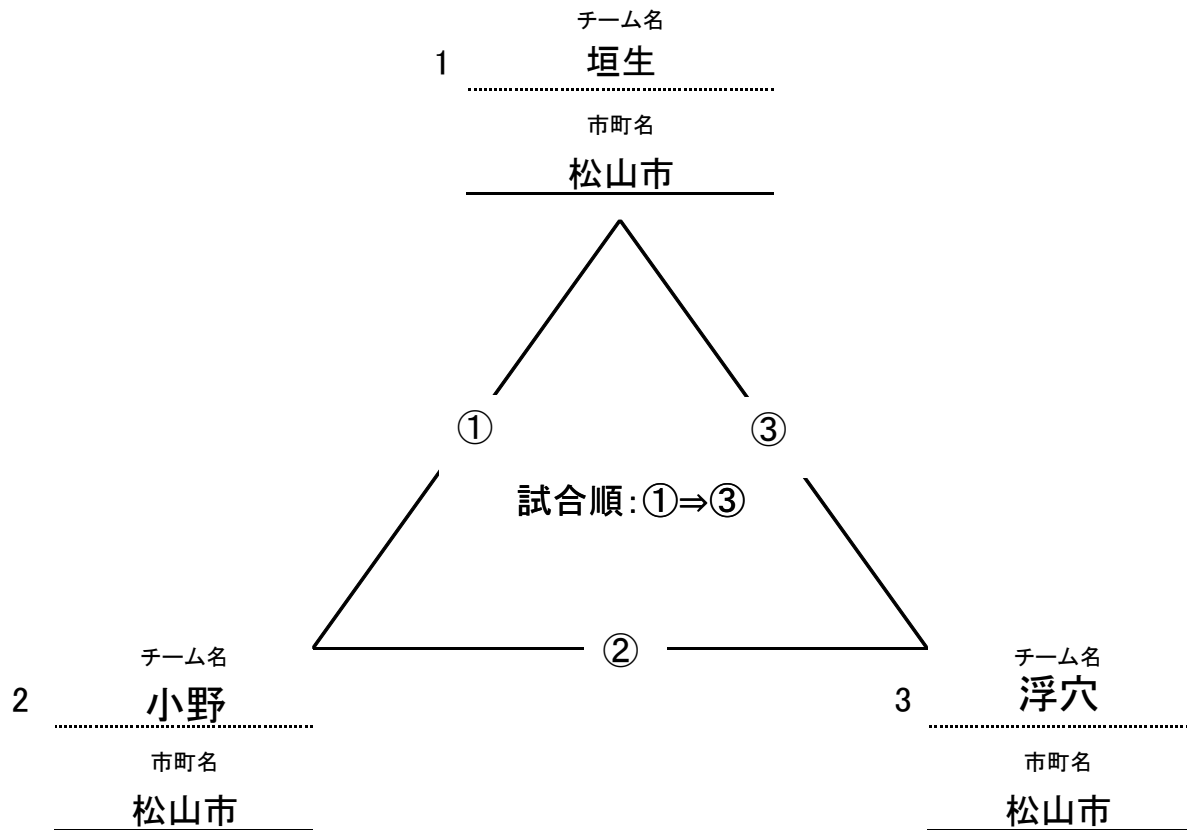 チーム名
1 垣生
市町名
松山市
① ③
試合順:①⇒③
②
チーム名 チーム名
2 小野 3 浮穴
市町名 市町名
松山市 松山市